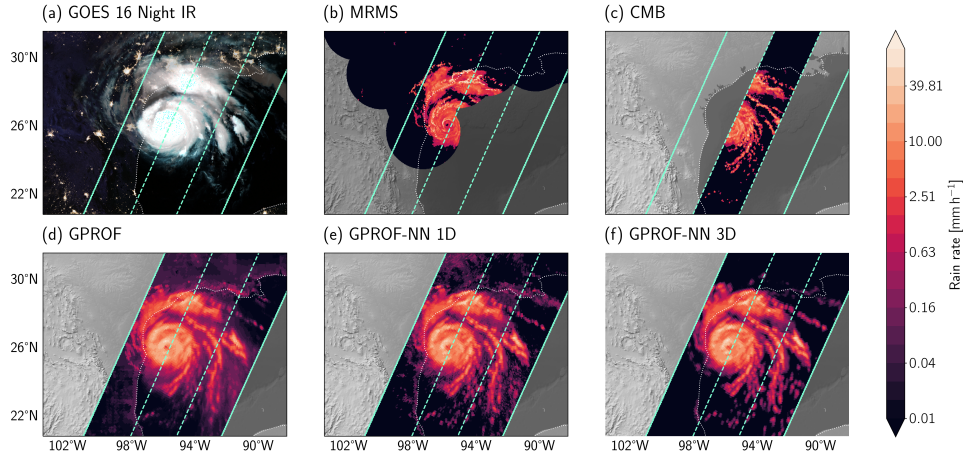 (a) GOES 16 Night IR
(b) MRMS
(c) CMB
30°N
26°N
22°N
39.81
10.00
2.51
0.63
0.16
0.04
0.01
Rain rate [mm h⁻¹]
(d) GPROF
(e) GPROF-NN 1D
(f) GPROF-NN 3D
30°N
26°N
22°N
102°W 98°W 94°W 90°W
102°W 98°W 94°W 90°W
102°W 98°W 94°W 90°W